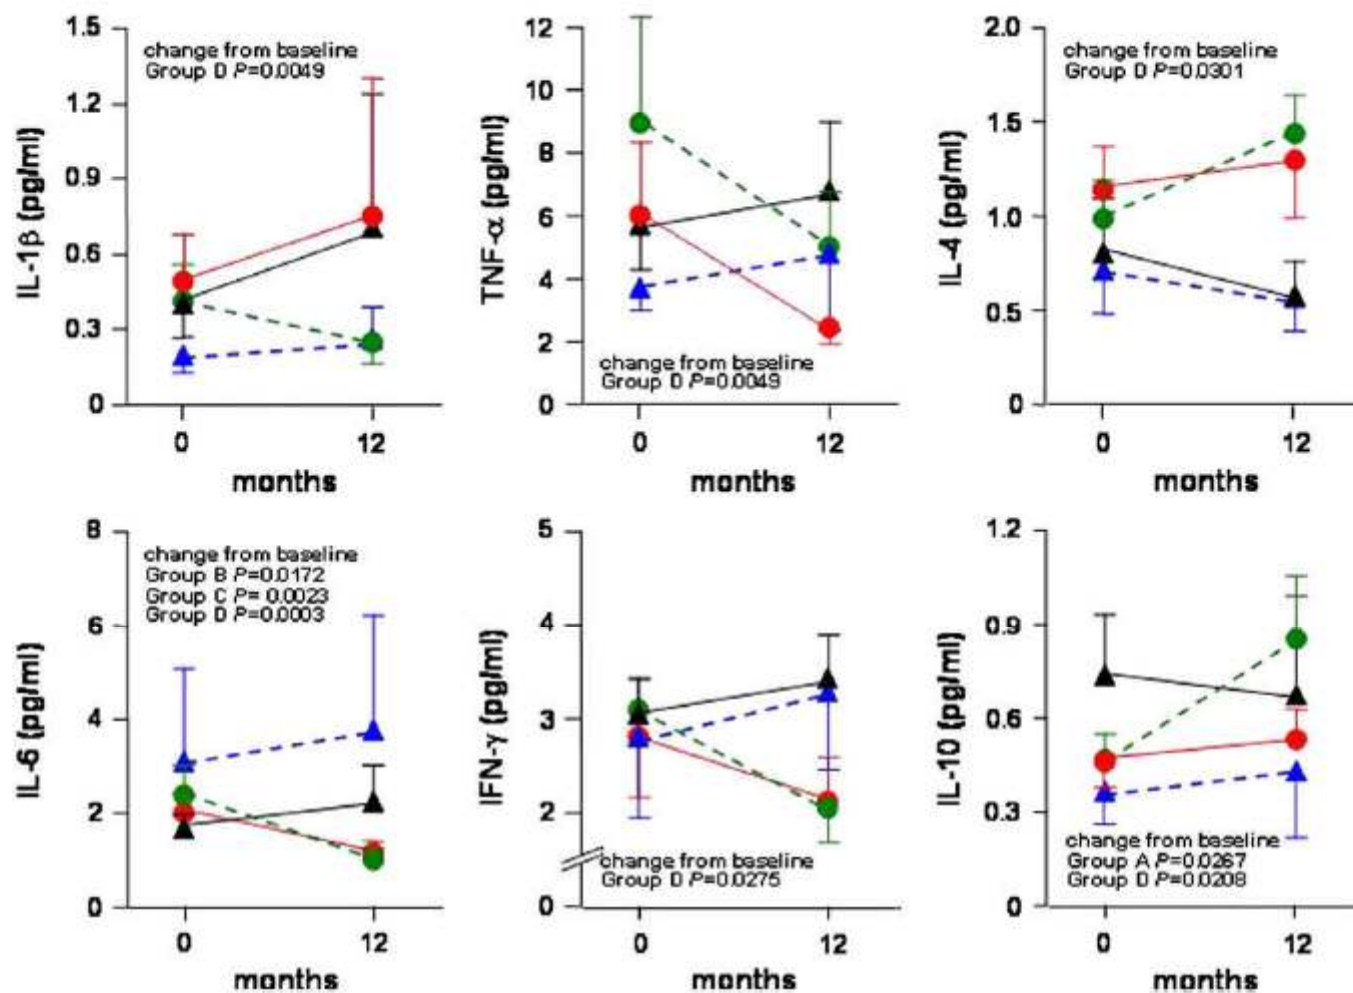 1.5
1.2
0.9
0.6
0.3
0
IL-1β (pg/ml)
change from baseline
Group D P=0.0049
0 12
months
12
10
8
6
4
2
0
TNF-α (pg/ml)
change from baseline
Group D P=0.0049
0 12
months
2.0
1.5
1.0
0.5
0
IL-4 (pg/ml)
change from baseline
Group D P=0.0301
0 12
months
8
6
4
2
0
IL-6 (pg/ml)
change from baseline
Group B P=0.0172
Group C P= 0.0023
Group D P=0.0003
0 12
months
5
4
3
2
0
IFN-γ (pg/ml)
change from baseline
Group D P=0.0275
0 12
months
1.2
0.9
0.6
0.3
0
IL-10 (pg/ml)
change from baseline
Group A P=0.0267
Group D P=0.0208
0 12
months